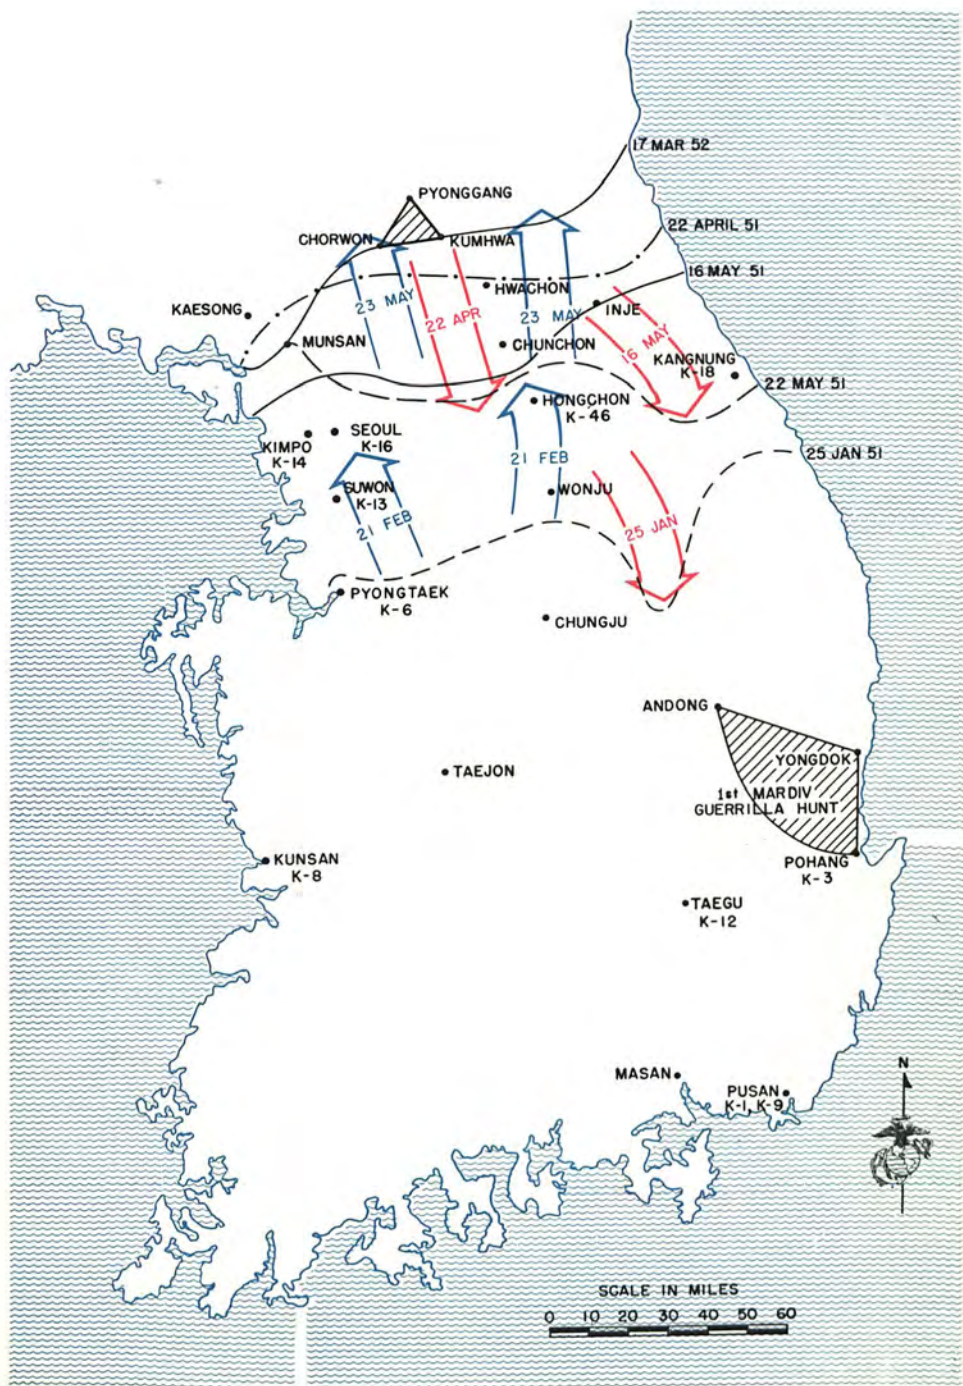 17 MAR 52
PYONGGANG
22 APRIL 51
CHORWON
KUMHWA
16 MAY 51
HWACHON
23 MAY
22 APR
23 MAY
INJE
KAESONG
MUNSAN
CHUNCHON
16 MAY
KANGNUNG
K-18
22 MAY 51
HONGCHON
K-46
SEOUL
K-16
KIMPO
K-14
21 FEB
25 JAN 51
SUWON
K-13
WONJU
21 FEB
25 JAN
PYONGTAEK
K-6
CHUNGJU
ANDONG
YONGDOK
TAEJON
1st MARDIV
GUERRILLA HUNT
KUNSAN
K-8
POHANG
K-3
TAEGU
K-12
MASAN
PUSAN
K-1, K-9
N
SCALE IN MILES
0 10 20 30 40 50 60